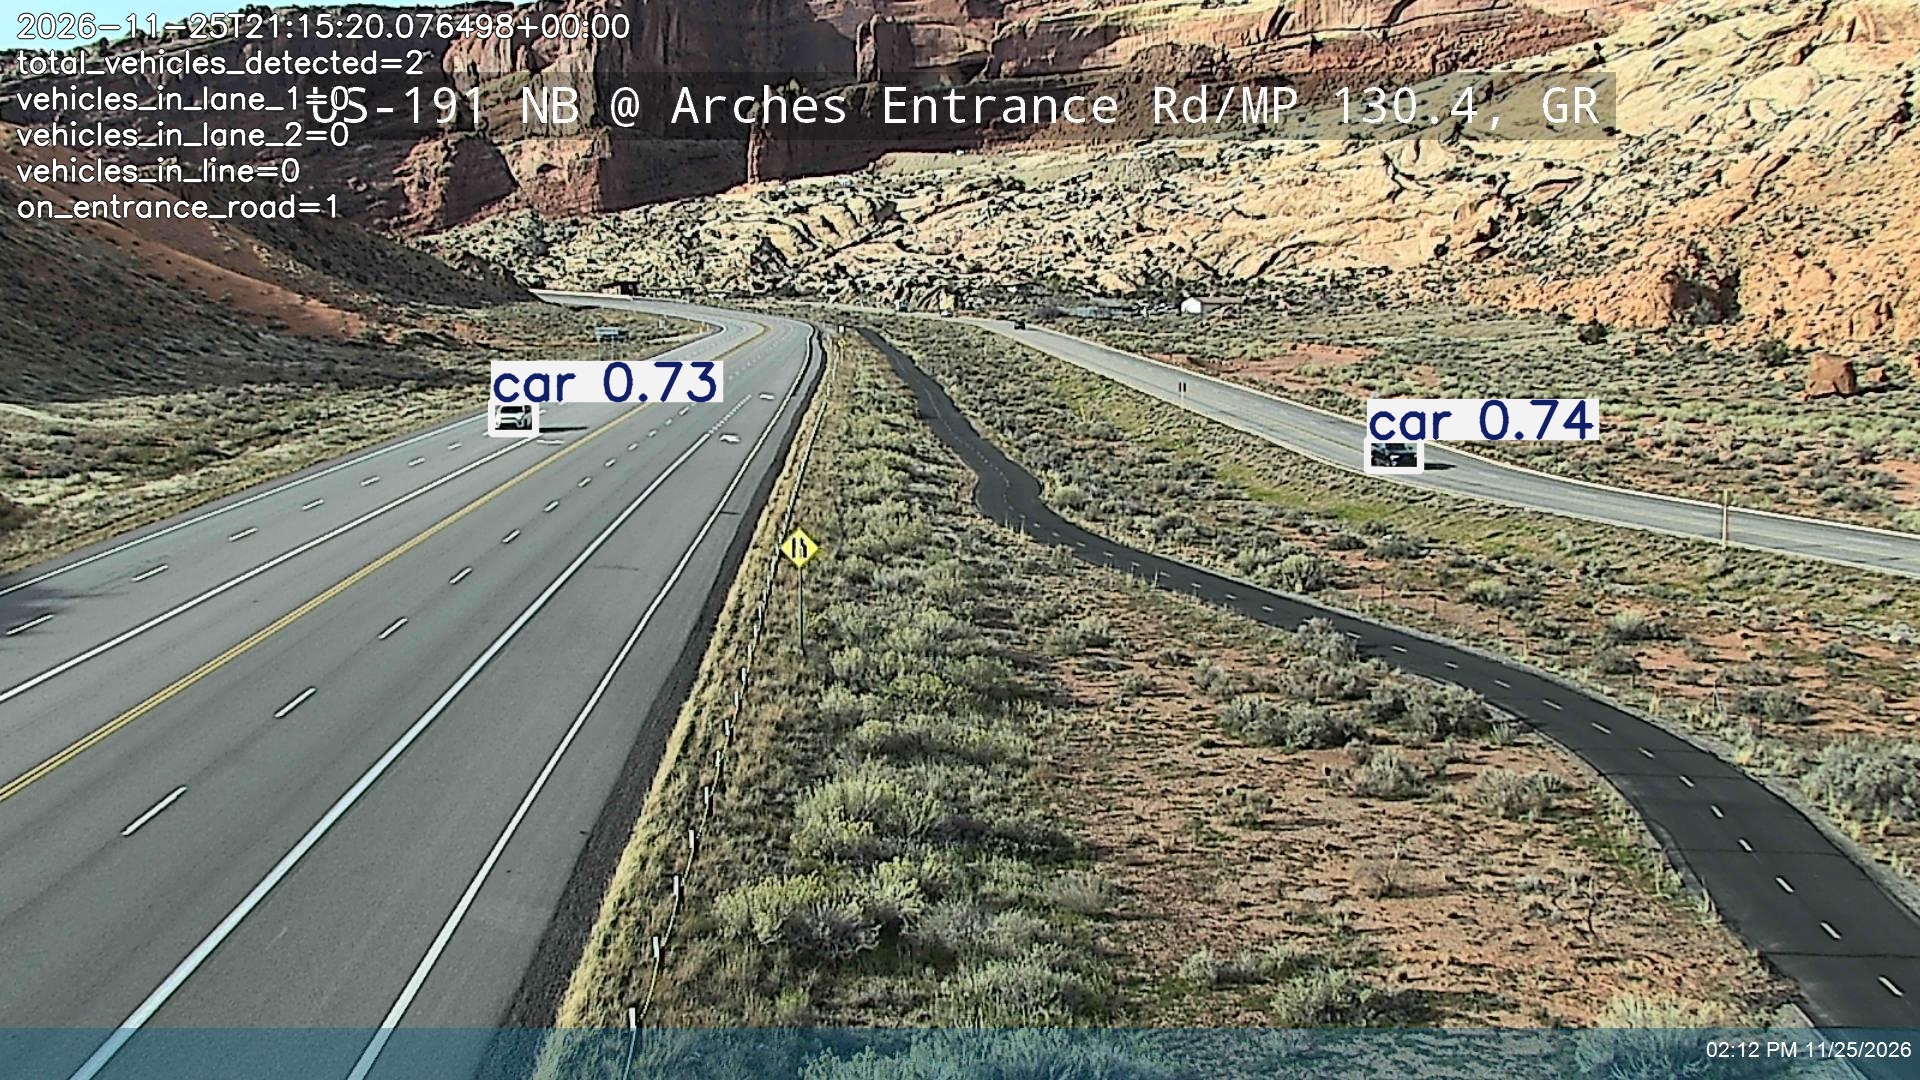 2026-11-25T21:15:20.076498+00:00
total_vehicles_detected=2
vehicles_in_lane_1=0
US-191 NB @ Arches Entrance Rd/MP 130.4, GR
vehicles_in_lane_2=0
vehicles_in_line=0
on_entrance_road=1
car 0.73
car 0.74
02:12 PM 11/25/2026